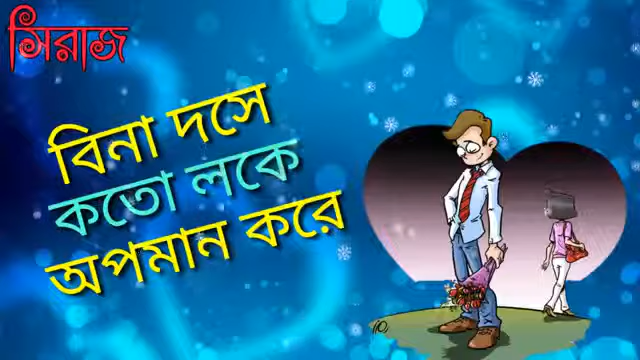 সিরাজ
বিনা দসে
কতো লকে
অপমান করে